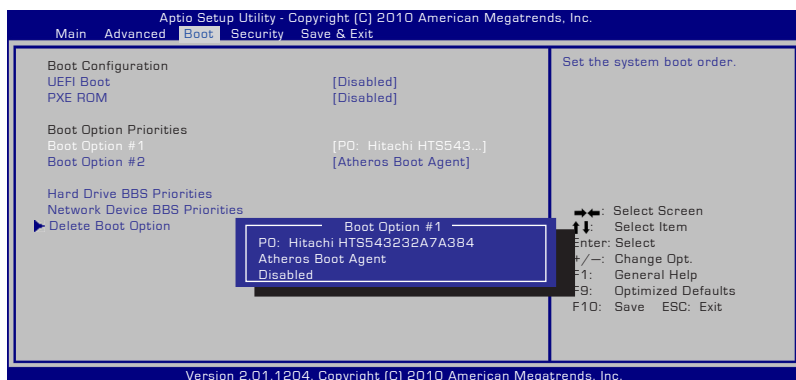 Aptio Setup Utility - Copyright (C) 2010 American Megatrends, Inc.
Main Advanced Boot Security Save & Exit
Boot Configuration
UEFI Boot [Disabled]
PXE ROM [Disabled]
Boot Option Priorities
Boot Option #1 [P0: Hitachi HTS543...]
Boot Option #2 [Atheros Boot Agent]
Hard Drive BBS Priorities
Network Device BBS Priorities
Delete Boot Option
Boot Option #1
P0: Hitachi HTS543232A7A384
Atheros Boot Agent
Disabled
Set the system boot order.
→←: Select Screen
↑↓: Select Item
Enter: Select
+/—: Change Opt.
F1: General Help
F9: Optimized Defaults
F10: Save ESC: Exit
Version 2.01.1204. Copyright (C) 2010 American Megatrends, Inc.